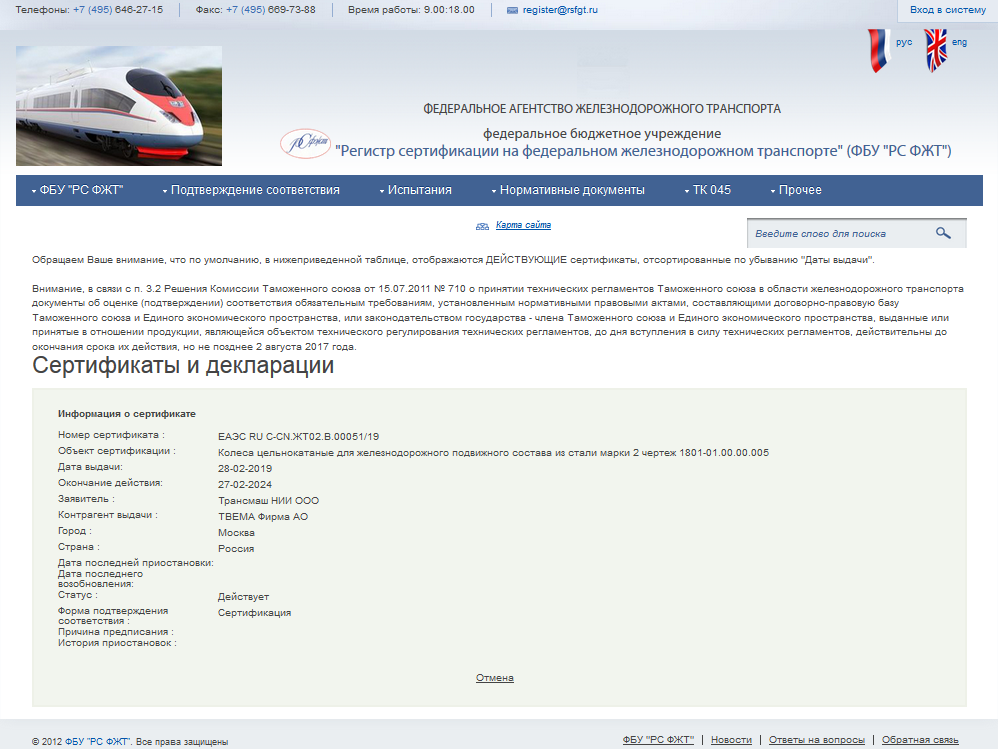 Телефоны: +7 (495) 646-27-15
Факс: +7 (495) 669-73-88
Время работы: 9.00:18.00
register@rsfgt.ru
Вход в систему
рус
eng
ФЕДЕРАЛЬНОЕ АГЕНТСТВО ЖЕЛЕЗНОДОРОЖНОГО ТРАНСПОРТА
федеральное бюджетное учреждение
"Регистр сертификации на федеральном железнодорожном транспорте" (ФБУ "РС ФЖТ")
ФБУ "РС ФЖТ"
Подтверждение соответствия
Испытания
Нормативные документы
ТК 045
Прочее
Карта сайта
Введите слово для поиска
Обращаем Ваше внимание, что по умолчанию, в нижеприведенной таблице, отображаются ДЕЙСТВУЮЩИЕ сертификаты, отсортированные по убыванию "Даты выдачи".
Внимание, в связи с п. 3.2 Решения Комиссии Таможенного союза от 15.07.2011 № 710 о принятии технических регламентов Таможенного союза в области железнодорожного транспорта
документы об оценке (подтверждении) соответствия обязательным требованиям, установленным нормативными правовыми актами, составляющими договорно-правовую базу
Таможенного союза и Единого экономического пространства, или законодательством государства - члена Таможенного союза и Единого экономического пространства, выданные или
принятые в отношении продукции, являющейся объектом технического регулирования технических регламентов, до дня вступления в силу технических регламентов, действительны до
окончания срока их действия, но не позднее 2 августа 2017 года.
Сертификаты и декларации
Информация о сертификате
Номер сертификата : ЕАЭС RU С-CN.ЖТ02.В.00051/19
Объект сертификации : Колеса цельнокатаные для железнодорожного подвижного состава из стали марки 2 чертеж 1801-01.00.00.005
Дата выдачи: 28-02-2019
Окончание действия: 27-02-2024
Заявитель : Трансмаш НИИ ООО
Контрагент выдачи : ТВЕМА Фирма АО
Город : Москва
Страна : Россия
Дата последней приостановки:
Дата последнего
возобновления:
Статус : Действует
Форма подтверждения
соответствия : Сертификация
Причина предписания :
История приостановок :
Отмена
© 2012 ФБУ "РС ФЖТ". Все права защищены
ФБУ "РС ФЖТ" | Новости | Ответы на вопросы | Обратная связь